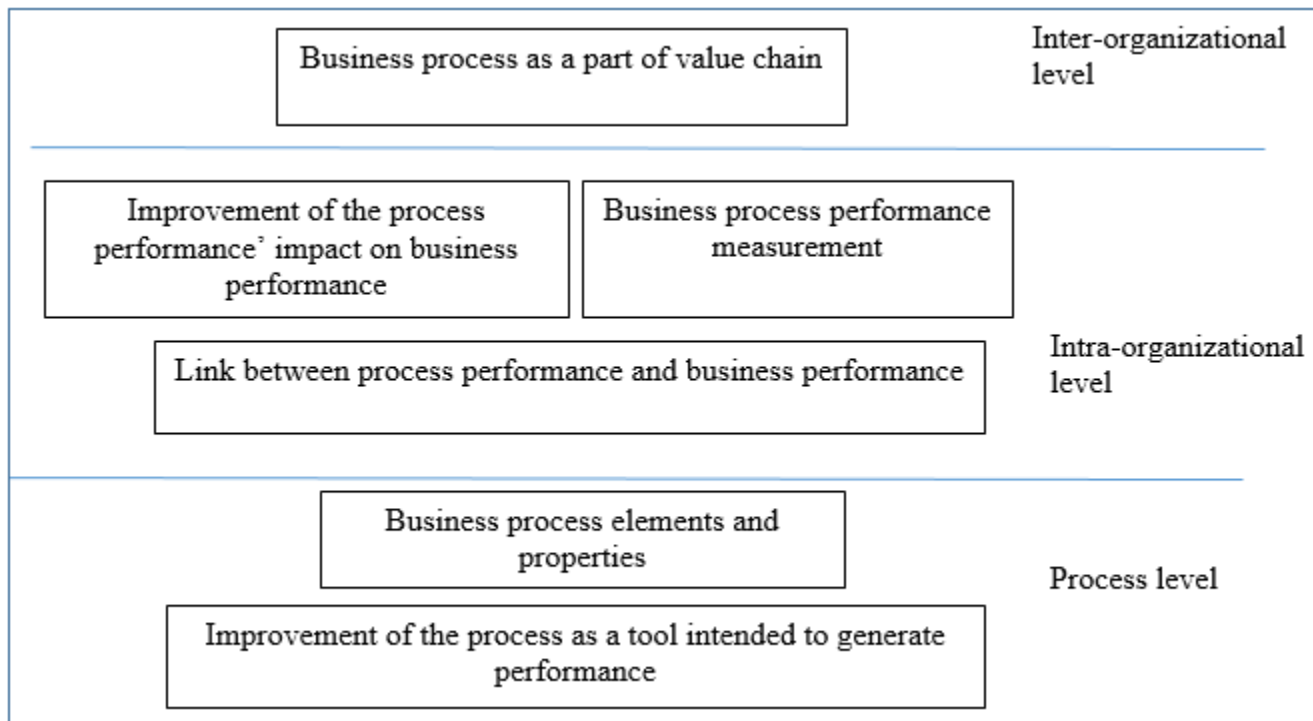 Business process as a part of value chain
Inter-organizational
level
Improvement of the process
performance’ impact on business
performance
Business process performance
measurement
Link between process performance and business performance
Intra-organizational
level
Business process elements and
properties
Process level
Improvement of the process as a tool intended to generate
performance